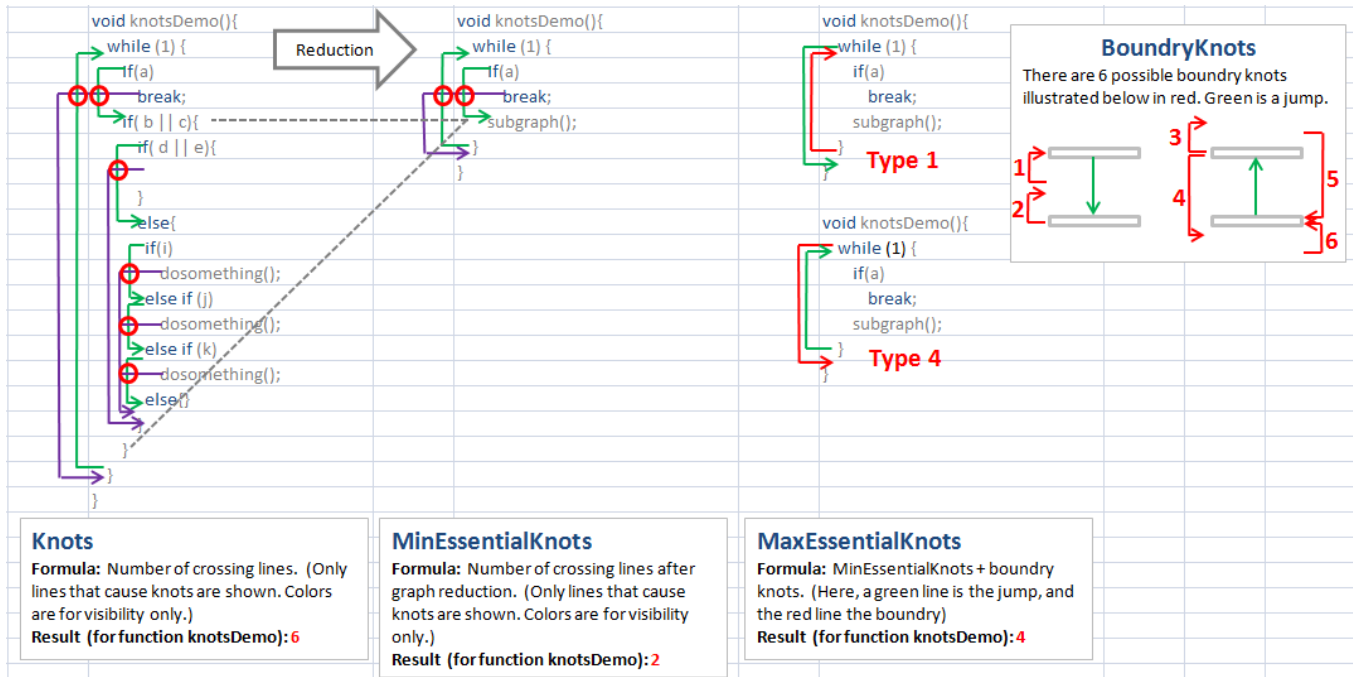 void knotsDemo(){
while (1) {
if(a)
break;
if( b || c){
if( d || e){
}
else{
if(i)
dosomething();
else if (j)
dosomething();
else if (k)
dosomething();
else{}
}
}
}
}
Reduction
void knotsDemo(){
while (1) {
if(a)
break;
subgraph();
}
}
void knotsDemo(){
while (1) {
if(a)
break;
subgraph();
}
Type 1
}
void knotsDemo(){
while (1) {
if(a)
break;
subgraph();
}
Type 4
}
BoundryKnots
There are 6 possible boundry knots
illustrated below in red. Green is a jump.
1
2
3
4
5
6
Knots
Formula: Number of crossing lines. (Only
lines that cause knots are shown. Colors
are for visibility only.)
Result (for function knotsDemo): 6
MinEssentialKnots
Formula: Number of crossing lines after
graph reduction. (Only lines that cause
knots are shown. Colors are for visibility
only.)
Result (for function knotsDemo): 2
MaxEssentialKnots
Formula: MinEssentialKnots + boundry
knots. (Here, a green line is the jump, and
the red line the boundry)
Result (for function knotsDemo): 4